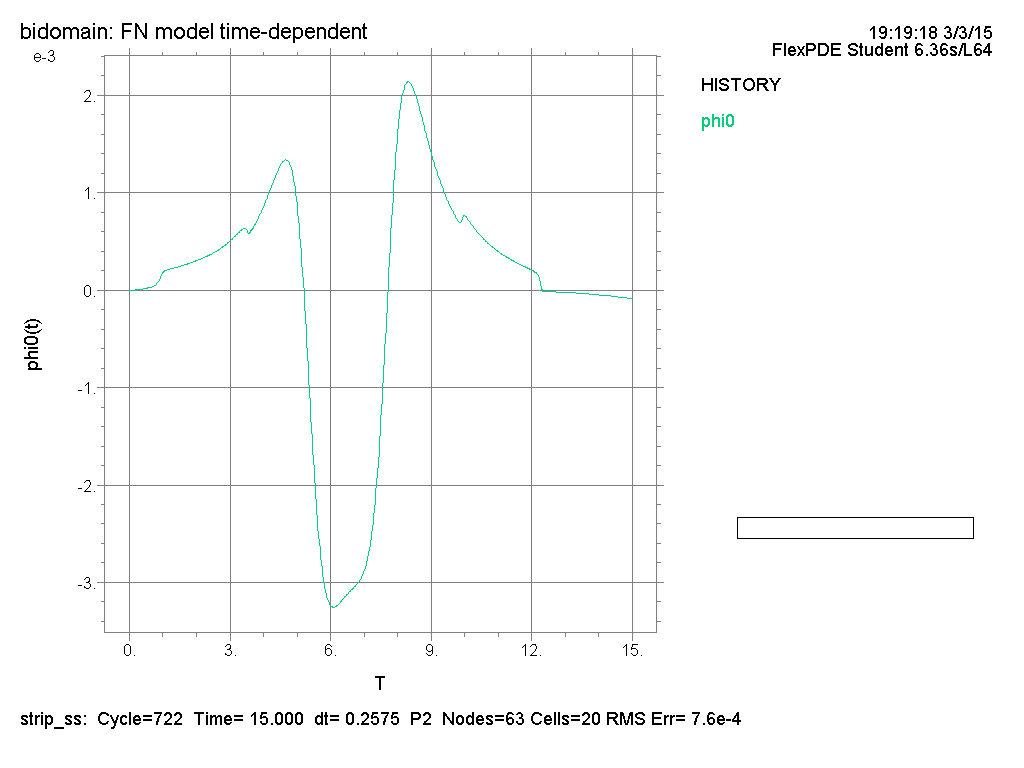 bidomain: FN model time-dependent
19:19:18 3/3/15
FlexPDE Student 6.36s/L64
e-3
HISTORY
phi0
2.
1.
0.
-1.
-2.
-3.
phi0(t)
0. 3. 6. 9. 12. 15.
T
strip_ss: Cycle=722 Time= 15.000 dt= 0.2575 P2 Nodes=63 Cells=20 RMS Err= 7.6e-4